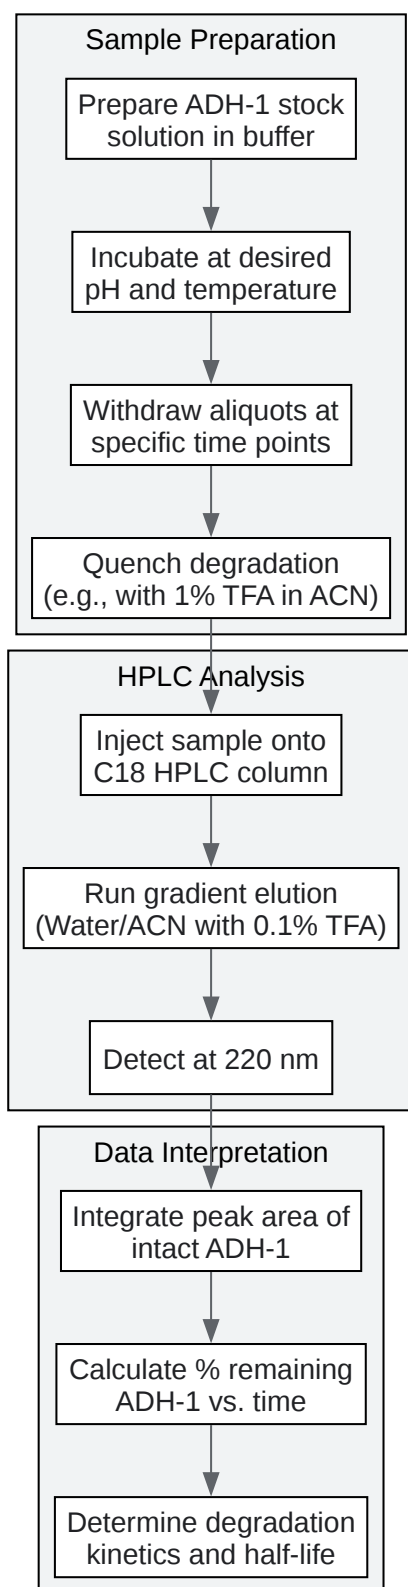 Sample Preparation
Prepare ADH-1 stock
solution in buffer
Incubate at desired
pH and temperature
Withdraw aliquots at
specific time points
Quench degradation
(e.g., with 1% TFA in ACN)
HPLC Analysis
Inject sample onto
C18 HPLC column
Run gradient elution
(Water/ACN with 0.1% TFA)
Detect at 220 nm
Data Interpretation
Integrate peak area of
intact ADH-1
Calculate % remaining
ADH-1 vs. time
Determine degradation
kinetics and half-life